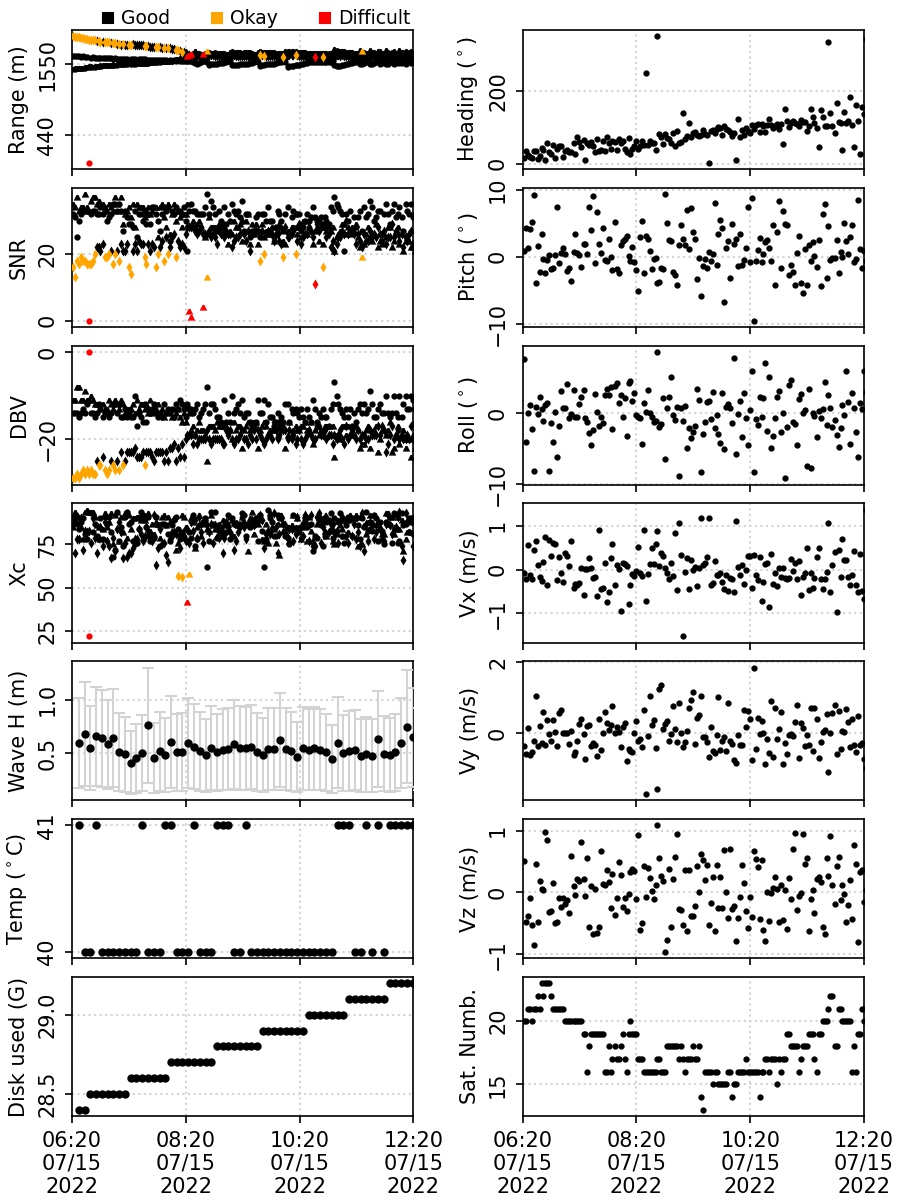 Good Okay Difficult
Range (m)
1550
440
Heading (°)
200
0
SNR
20
0
Pitch (°)
10
0
−10
DBV
0
−20
Roll (°)
0
−10
Xc
75
50
25
Vx (m/s)
1
0
−1
Wave H (m)
1.0
0.5
Vy (m/s)
2
0
Temp (°C)
41
40
Vz (m/s)
1
0
−1
Disk used (G)
29.0
28.5
Sat. Numb.
20
15
06:20 08:20 10:20 12:20 06:20 08:20 10:20 12:20
07/15 07/15 07/15 07/15 07/15 07/15 07/15 07/15
2022 2022 2022 2022 2022 2022 2022 2022